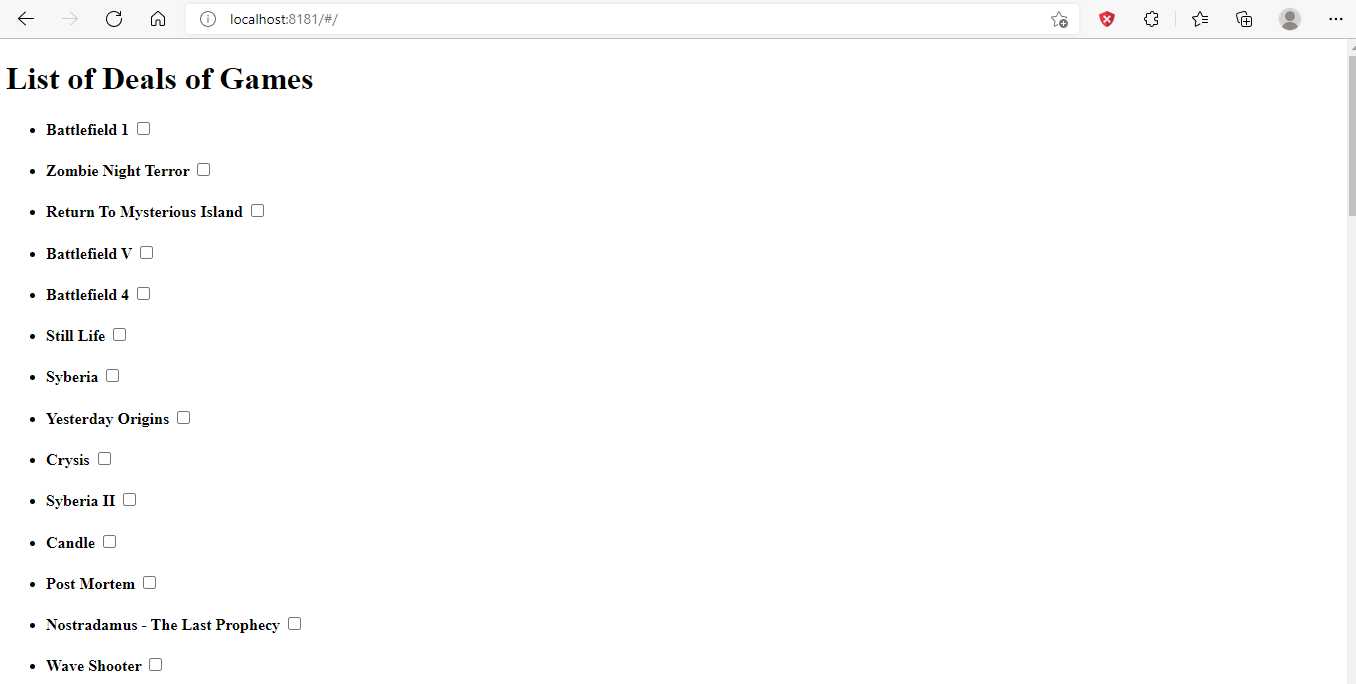 localhost:8181/#/
List of Deals of Games
Battlefield 1
Zombie Night Terror
Return To Mysterious Island
Battlefield V
Battlefield 4
Still Life
Syberia
Yesterday Origins
Crysis
Syberia II
Candle
Post Mortem
Nostradamus - The Last Prophecy
Wave Shooter